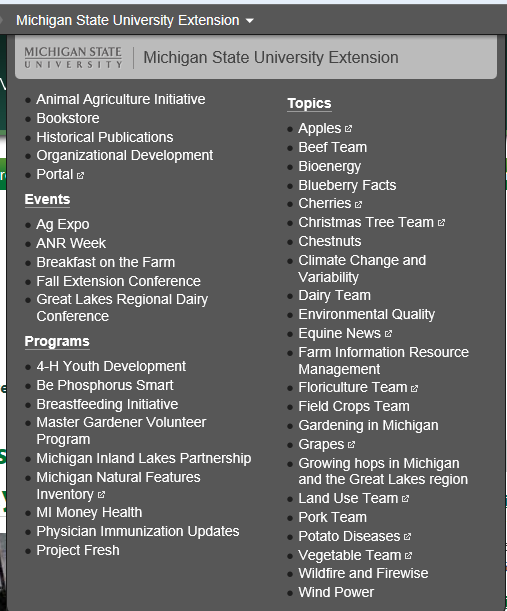 Michigan State University Extension
MICHIGAN STATE
UNIVERSITY
Michigan State University Extension
Animal Agriculture Initiative
Bookstore
Historical Publications
Organizational Development
Portal
Events
Ag Expo
ANR Week
Breakfast on the Farm
Fall Extension Conference
Great Lakes Regional Dairy
Conference
Programs
4-H Youth Development
Be Phosphorus Smart
Breastfeeding Initiative
Master Gardener Volunteer
Program
Michigan Inland Lakes Partnership
Michigan Natural Features
Inventory
MI Money Health
Physician Immunization Updates
Project Fresh
Topics
Apples
Beef Team
Bioenergy
Blueberry Facts
Cherries
Christmas Tree Team
Chestnuts
Climate Change and
Variability
Dairy Team
Environmental Quality
Equine News
Farm Information Resource
Management
Floriculture Team
Field Crops Team
Gardening in Michigan
Grapes
Growing hops in Michigan
and the Great Lakes region
Land Use Team
Pork Team
Potato Diseases
Vegetable Team
Wildfire and Firewise
Wind Power